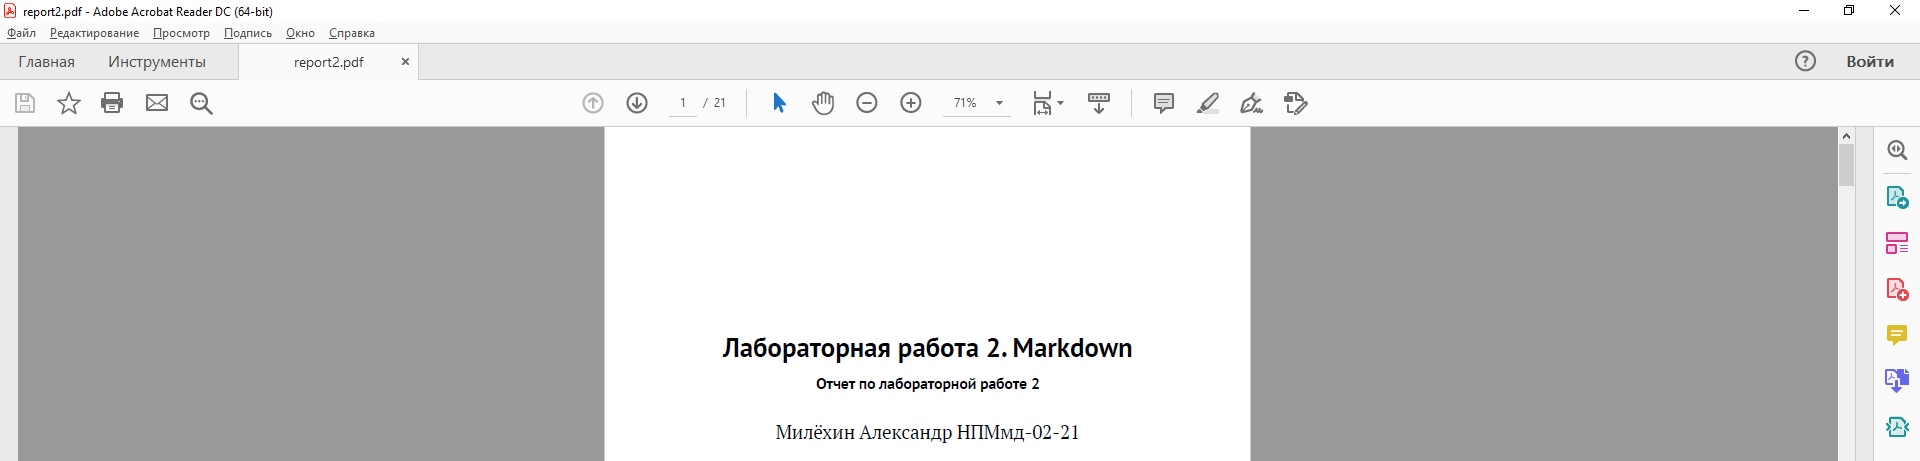 report2.pdf - Adobe Acrobat Reader DC (64-bit)
Файл Редактирование Просмотр Подпись Окно Справка
Главная Инструменты report2.pdf × ? Войти
1 / 21 71%
Лабораторная работа 2. Markdown
Отчет по лабораторной работе 2
Милёхин Александр НПМмд-02-21